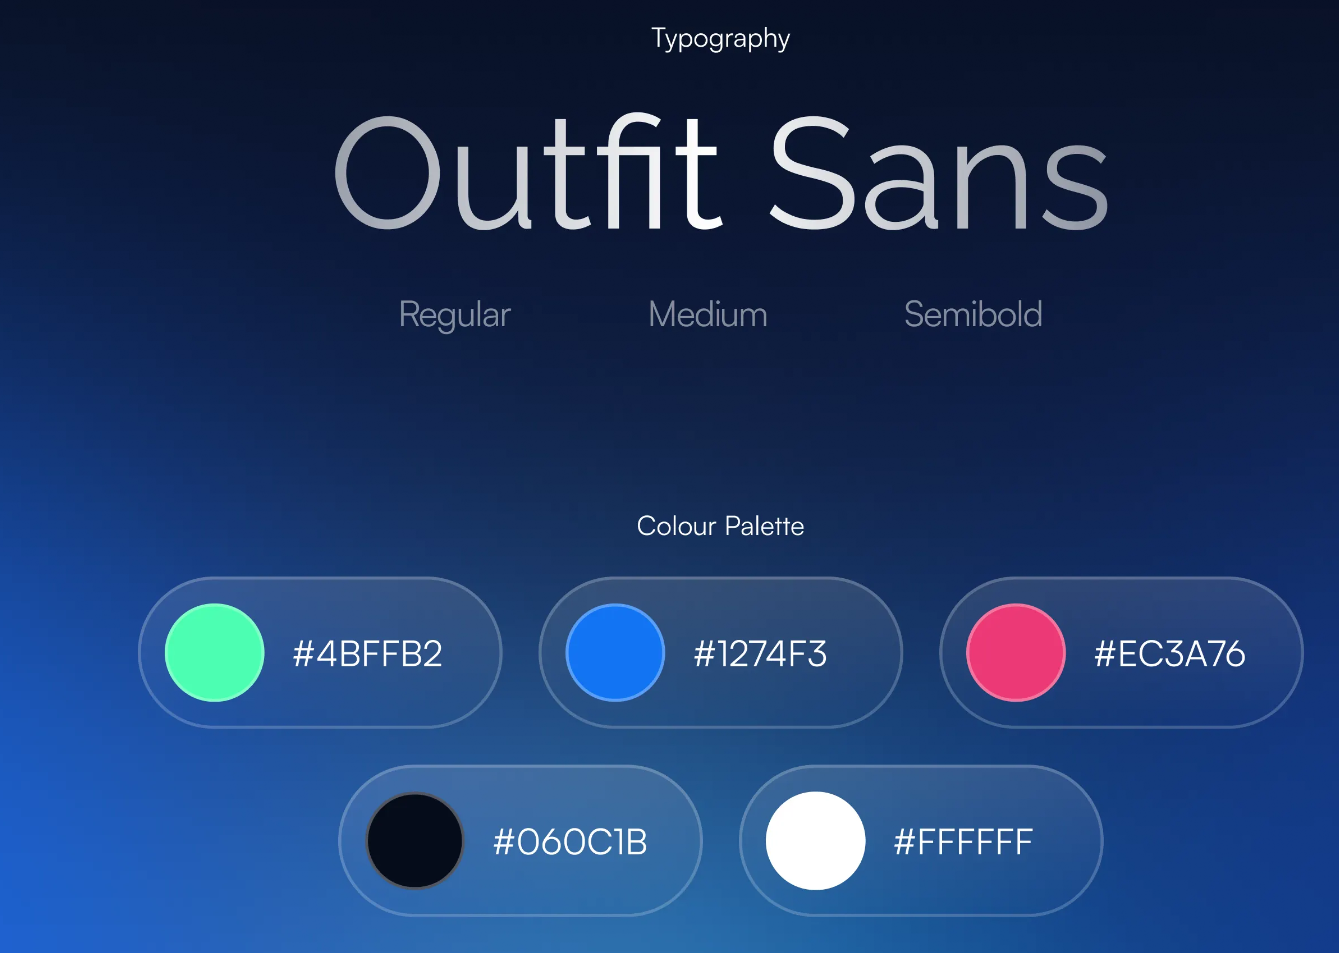 Typography
Outfit Sans
Regular Medium Semibold
Colour Palette
#4BFFB2 #1274F3 #EC3A76
#060C1B #FFFFFF